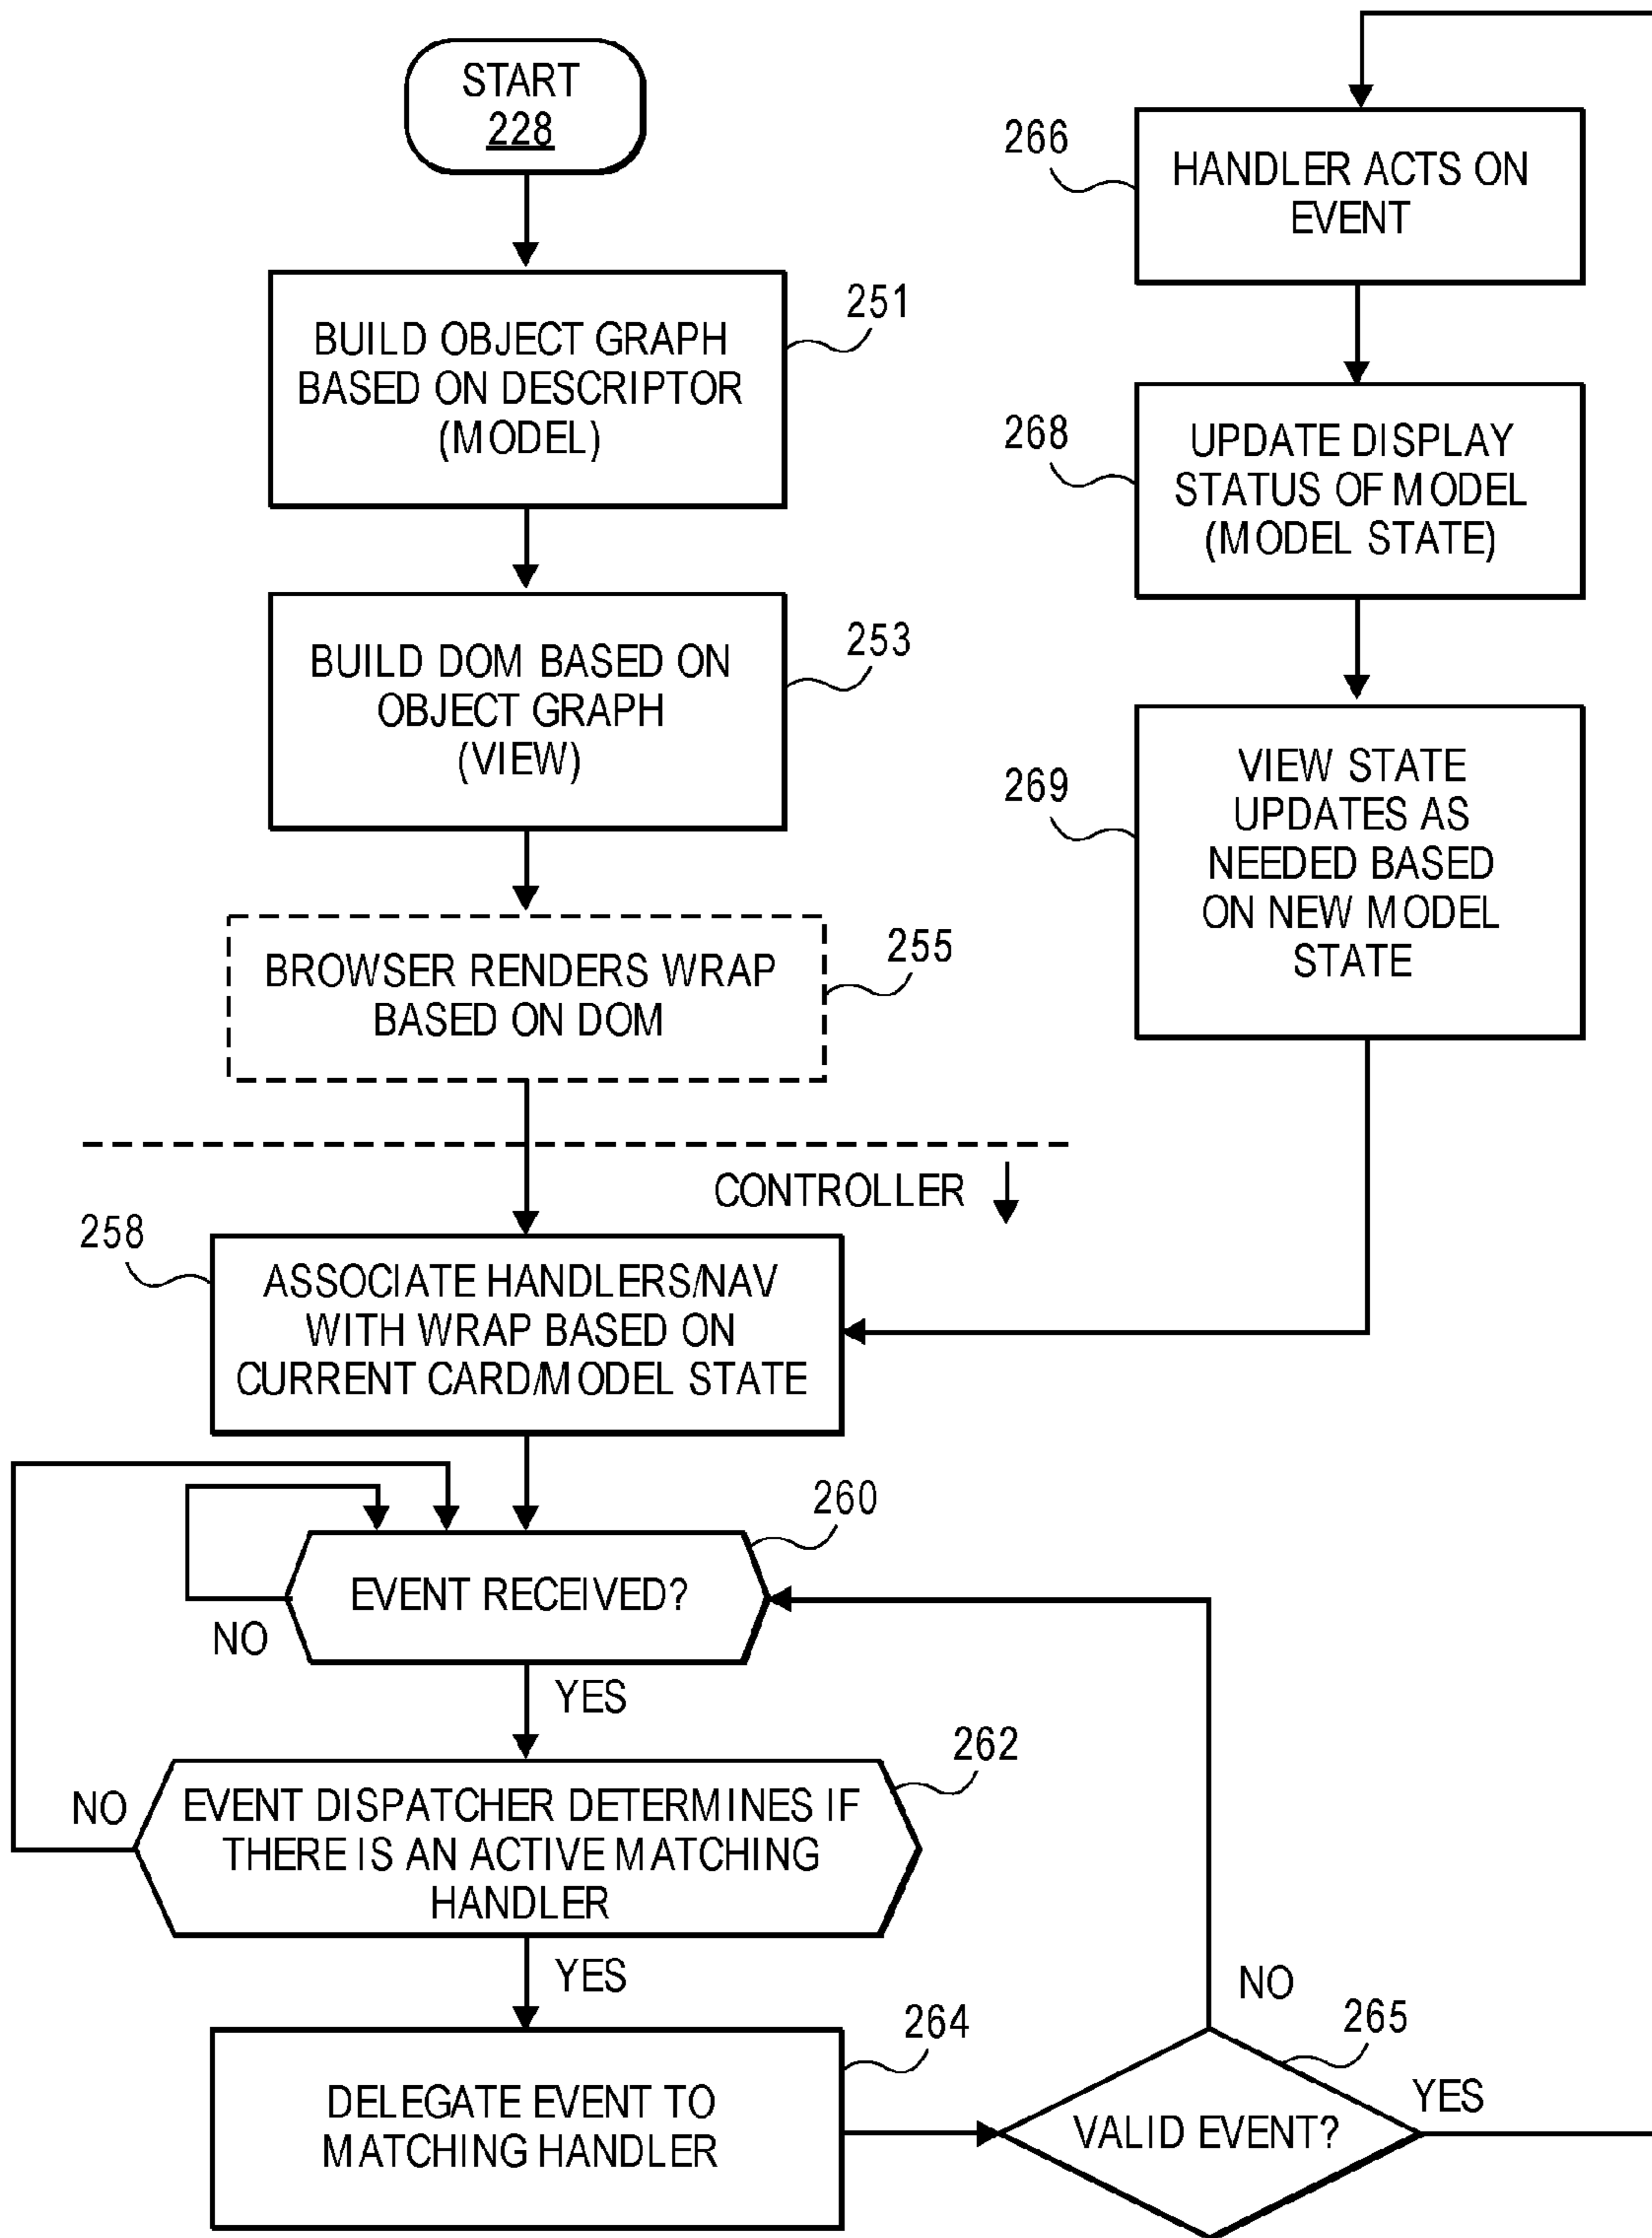 START
228
BUILD OBJECT GRAPH
BASED ON DESCRIPTOR
(MODEL)
251
BUILD DOM BASED ON
OBJECT GRAPH
(VIEW)
253
BROWSER RENDERS WRAP
BASED ON DOM
255
CONTROLLER
258
ASSOCIATE HANDLERS/NAV
WITH WRAP BASED ON
CURRENT CARD/MODEL STATE
260
EVENT RECEIVED?
NO
YES
262
EVENT DISPATCHER DETERMINES IF
THERE IS AN ACTIVE MATCHING
HANDLER
NO
YES
264
DELEGATE EVENT TO
MATCHING HANDLER
265
VALID EVENT?
NO
YES
266
HANDLER ACTS ON
EVENT
268
UPDATE DISPLAY
STATUS OF MODEL
(MODEL STATE)
269
VIEW STATE
UPDATES AS
NEEDED BASED
ON NEW MODEL
STATE